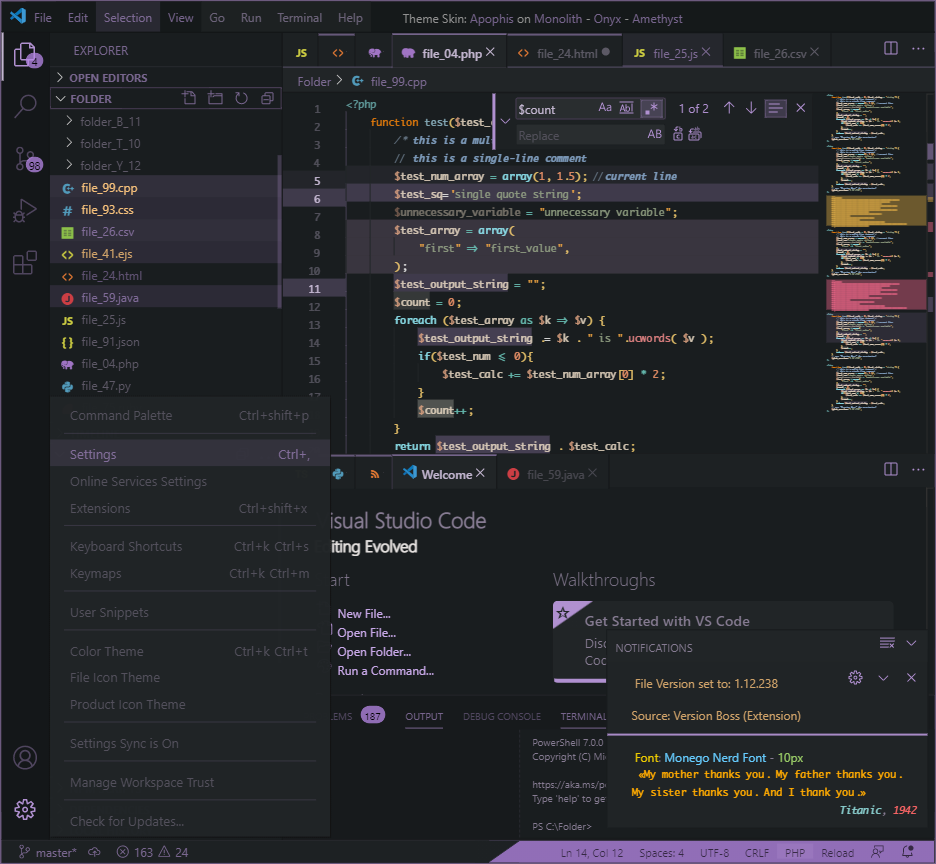 File Edit Selection View Go Run Terminal Help Theme Skin: Apophis on Monolith - Onyx - Amethyst
4
98
EXPLORER
OPEN EDITORS
FOLDER
folder_B_11
folder_T_10
folder_Y_12
file_99.cpp
file_93.css
file_26.csv
file_41.ejs
file_24.html
file_59.java
JS file_25.js
file_91.json
file_04.php
file_47.py
Command Palette Ctrl+shift+p
Settings Ctrl+,
Online Services Settings
Extensions Ctrl+shift+x
Keyboard Shortcuts Ctrl+k Ctrl+s
Keymaps Ctrl+k Ctrl+m
User Snippets
Color Theme Ctrl+k Ctrl+t
File Icon Theme
Product Icon Theme
Settings Sync is On
Manage Workspace Trust
Check for Updates...
JS file_04.php file_24.html JS file_25.js file_26.csv
Folder > file_99.cpp
$count Aa Ab .* 1 of 2
Replace AB
1 <?php
2 function test($test_
3 /* this is a mul
4 // this is a single-line comment
5 $test_num_array = array(1, 1.5); //current line
6 $test_sq='single quote string';
7 $unnecessary_variable = "unnecessary variable";
8 $test_array = array(
9 "first" => "first_value",
10 );
11 $test_output_string = "";
12 $count = 0;
13 foreach ($test_array as $k => $v) {
14 $test_output_string .= $k . " is ".ucwords( $v );
15 if($test_num <= 0){
16 $test_calc += $test_num_array[0] * 2;
}
$count++;
}
return $test_output_string . $test_calc;
Welcome file_59.java
isual Studio Code
iting Evolved
art
New File...
Open File...
Open Folder...
Run a Command...
Walkthroughs
Get Started with VS Code
Disc
Coc
LEMS 187 OUTPUT DEBUG CONSOLE TERMINAL
PowerShell 7.0.0
Copyright (C) Mi
https://aka.ms/p
Type 'help' to ge
PS C:\Folder>
NOTIFICATIONS
File Version set to: 1.12.238
Source: Version Boss (Extension)
Font: Monego Nerd Font - 10px
«My mother thanks you. My father thanks you.
My sister thanks you. And I thank you.»
Titanic, 1942
master* 163 24 Ln 14, Col 12 Spaces: 4 UTF-8 CRLF PHP Reload